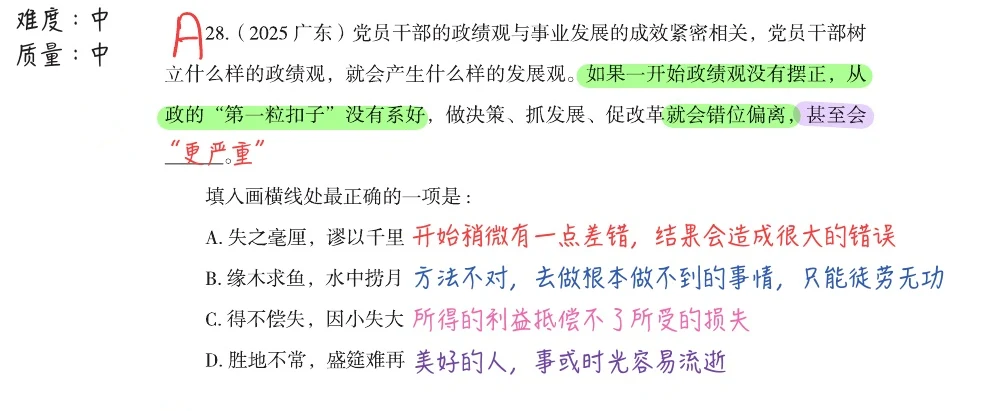 难度：中
质量：中
A 28.（2025 广东）党员干部的政绩观与事业发展的成效紧密相关，党员干部树
立什么样的政绩观，就会产生什么样的发展观。如果一开始政绩观没有摆正，从
政的“第一粒扣子”没有系好，做决策、抓发展、促改革就会错位偏离，甚至会
“更严重”
______。
填入画横线处最正确的一项是：
A. 失之毫厘，谬以千里 开始稍微有一点差错，结果会造成很大的错误
B. 缘木求鱼，水中捞月 方法不对，去做根本做不到的事情，只能徒劳无功
C. 得不偿失，因小失大 所得的利益抵偿不了所受的损失
D. 胜地不常，盛筵难再 美好的人，事或时光容易流逝